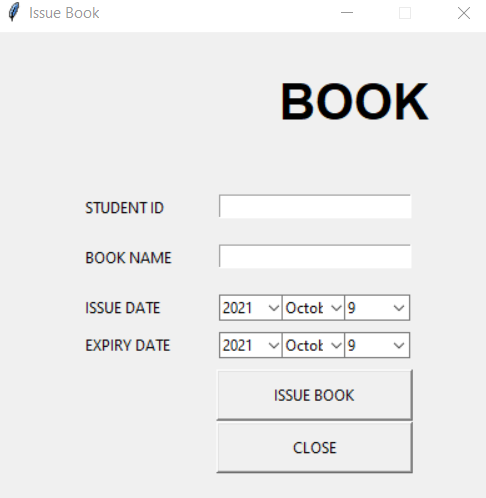 Issue Book
BOOK
STUDENT ID
BOOK NAME
ISSUE DATE 2021 Octob 9
EXPIRY DATE 2021 Octob 9
ISSUE BOOK
CLOSE